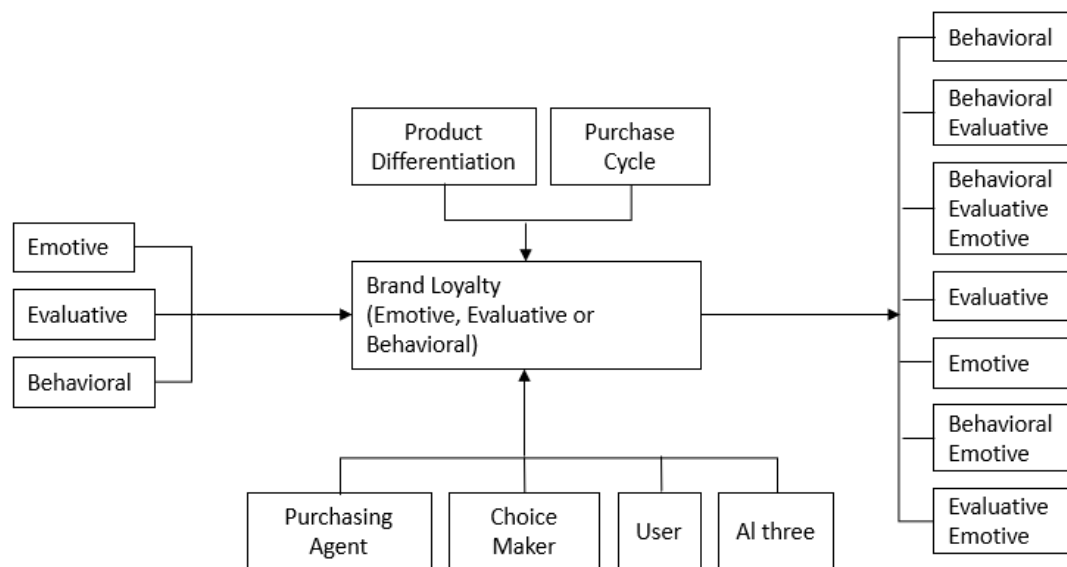 Emotive
Evaluative
Behavioral
Product
Differentiation
Purchase
Cycle
Brand Loyalty
(Emotive, Evaluative or
Behavioral)
Purchasing
Agent
Choice
Maker
User
Al three
Behavioral
Behavioral
Evaluative
Behavioral
Evaluative
Emotive
Evaluative
Emotive
Behavioral
Emotive
Evaluative
Emotive